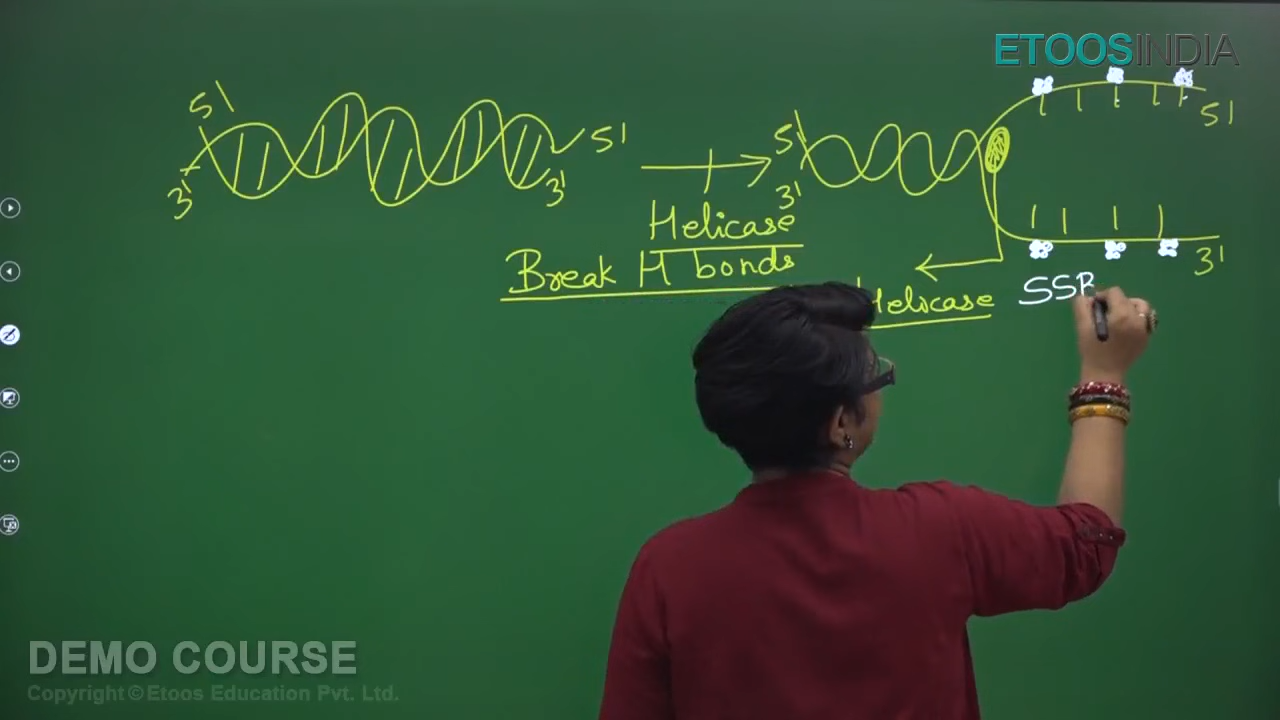 ETOOSINDIA
5'
5'
3'
3'
5'
3'
5'
3'
Helicase
Break H bonds
Helicase
SSB
DEMO COURSE
Copyright © Etoos Education Pvt. Ltd.